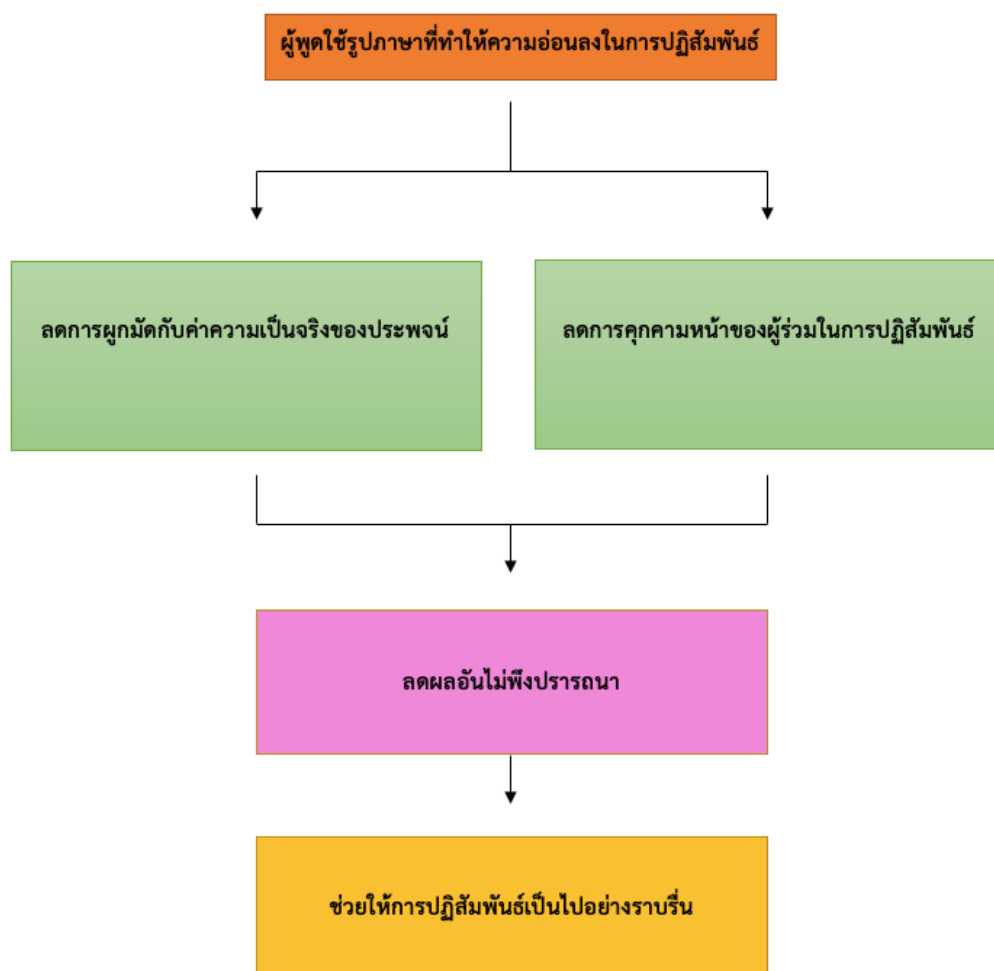 ผู้พูดใช้รูปภาษาที่ทำให้ความอ่อนลงในการปฏิสัมพันธ์
ลดการผูกมัดกับค่าความเป็นจริงของประพจน์
ลดการคุกคามหน้าของผู้ร่วมในการปฏิสัมพันธ์
ลดผลอันไม่พึงปรารถนา
ช่วยให้การปฏิสัมพันธ์เป็นไปอย่างราบรื่น